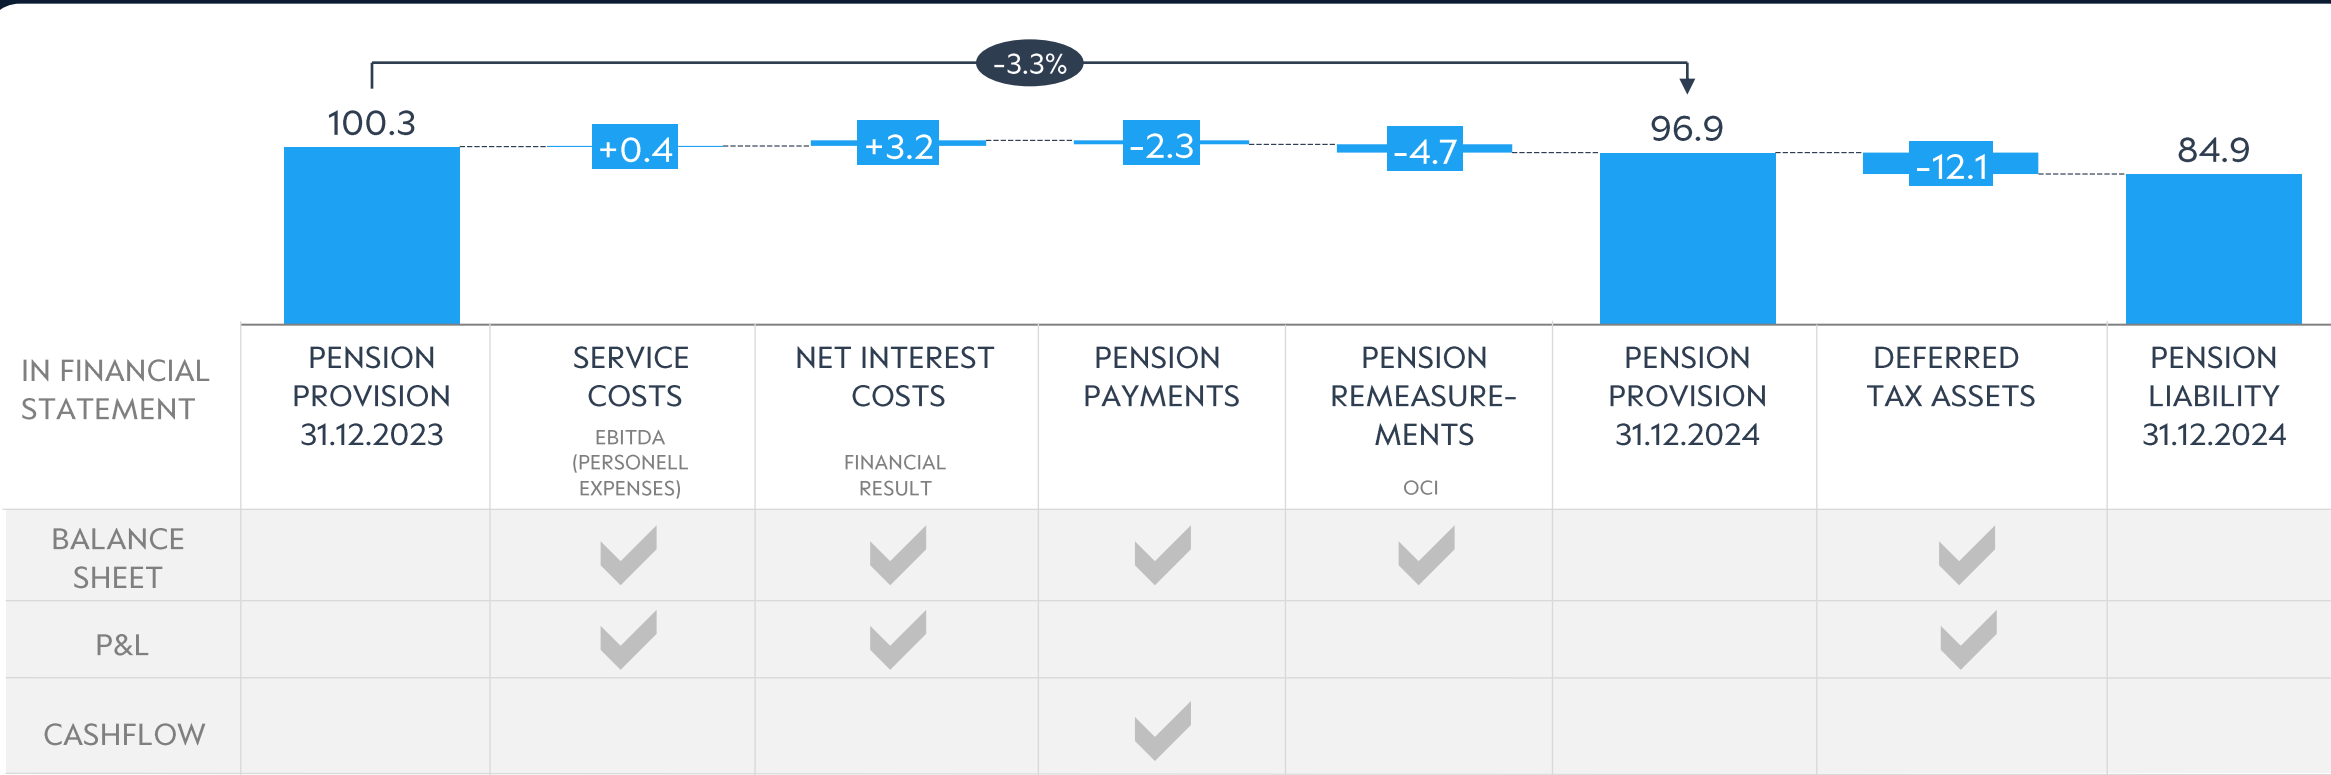 -3.3%
100.3
+0.4
+3.2
-2.3
-4.7
96.9
-12.1
84.9
IN FINANCIAL
STATEMENT
PENSION
PROVISION
31.12.2023
SERVICE
COSTS
EBITDA
(PERSONELL
EXPENSES)
NET INTEREST
COSTS
FINANCIAL
RESULT
PENSION
PAYMENTS
PENSION
REMEASURE-
MENTS
OCI
PENSION
PROVISION
31.12.2024
DEFERRED
TAX ASSETS
PENSION
LIABILITY
31.12.2024
BALANCE
SHEET
P&L
CASHFLOW